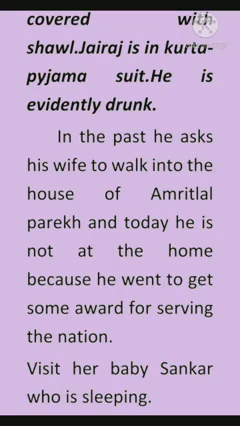 covered with
shawl.Jairaj is in kurta-
pyjama suit.He is
evidently drunk.
In the past he asks
his wife to walk into the
house of Amritlal
parekh and today he is
not at the home
because he went to get
some award for serving
the nation.
Visit her baby Sankar
who is sleeping.